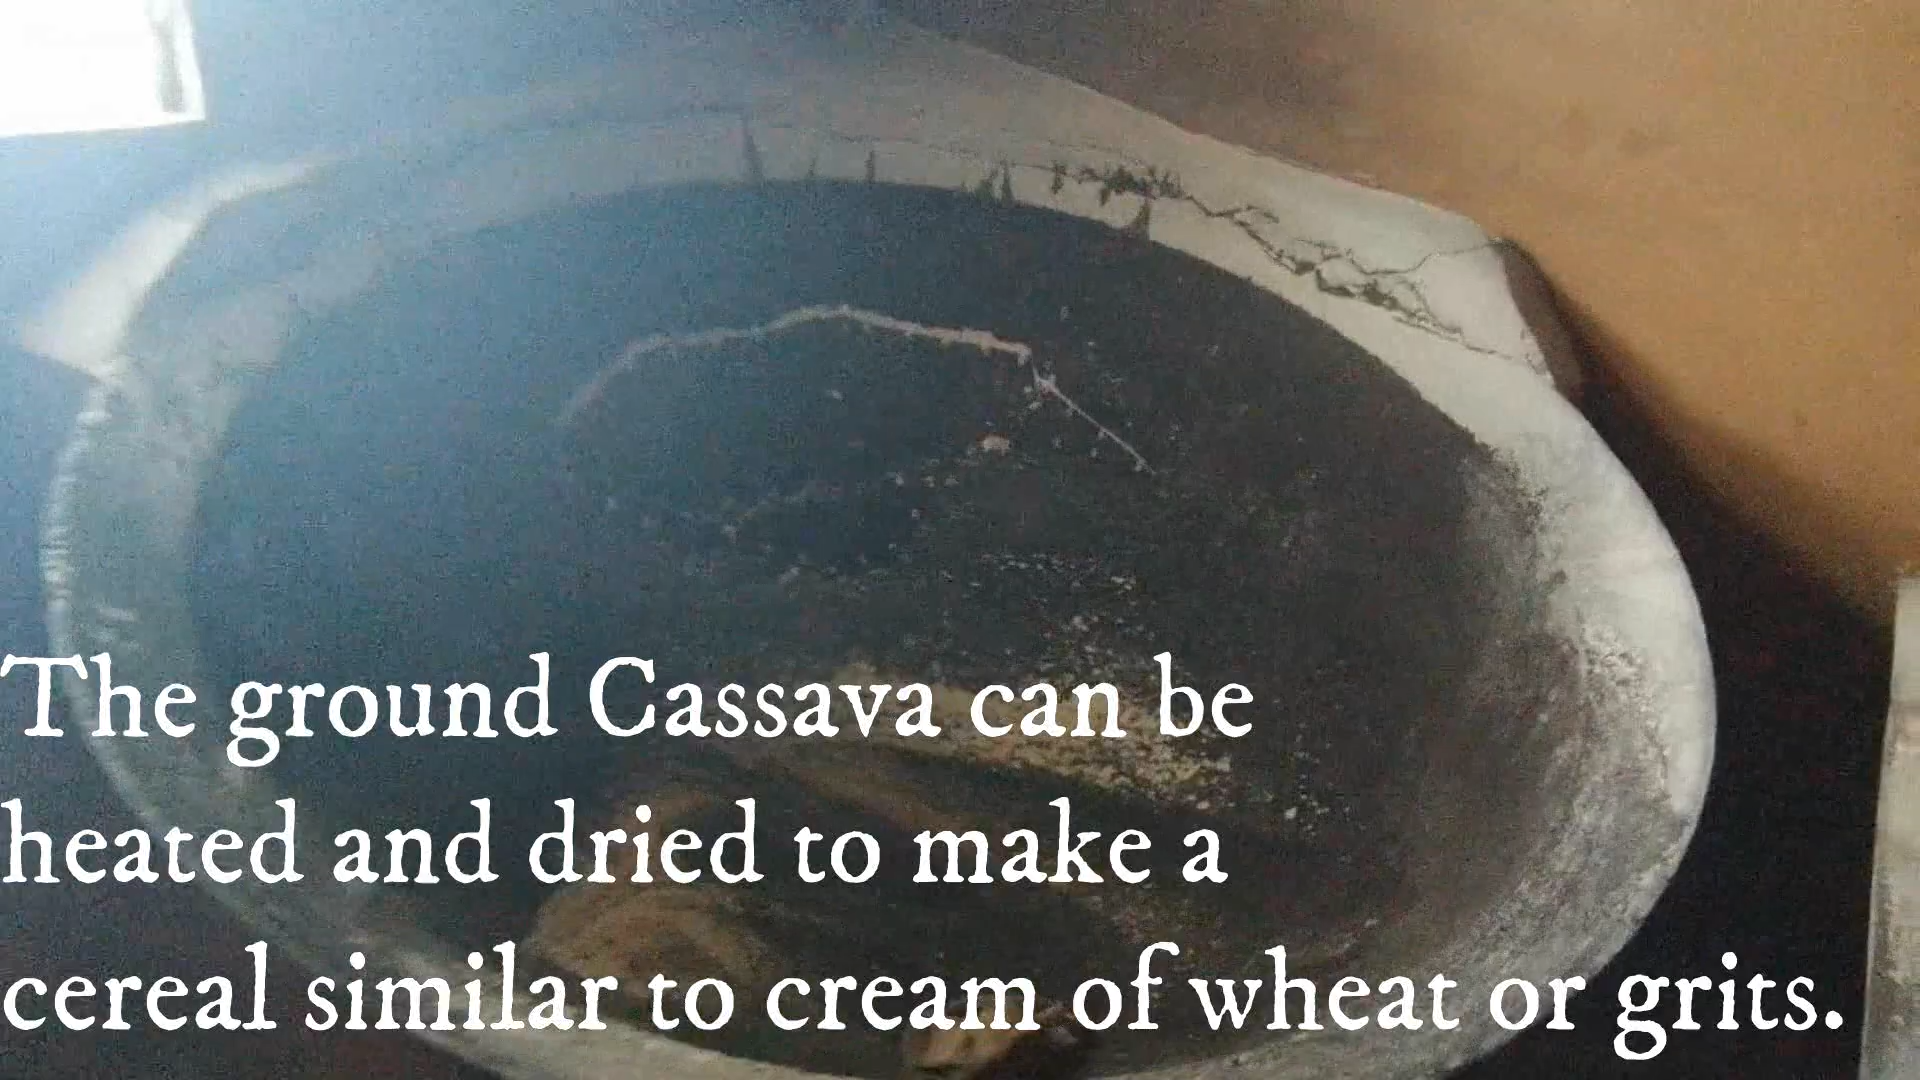 The ground Cassava can be
heated and dried to make a
cereal similar to cream of wheat or grits.